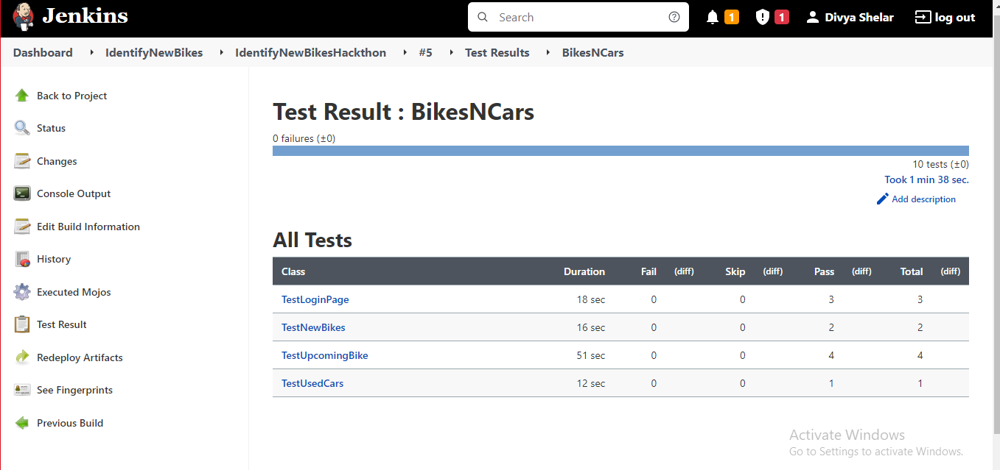 Jenkins
Search
1
1
Divya Shelar
log out
Dashboard
IdentifyNewBikes
IdentifyNewBikesHackthon
#5
Test Results
BikesNCars
Back to Project
Status
Changes
Console Output
Edit Build Information
History
Executed Mojos
Test Result
Redeploy Artifacts
See Fingerprints
Previous Build
Test Result : BikesNCars
0 failures (±0)
10 tests (±0)
Took 1 min 38 sec.
Add description
All Tests
Class Duration Fail (diff) Skip (diff) Pass (diff) Total (diff)
TestLoginPage 18 sec 0 0 3 3
TestNewBikes 16 sec 0 0 2 2
TestUpcomingBike 51 sec 0 0 4 4
TestUsedCars 12 sec 0 0 1 1
Activate Windows
Go to Settings to activate Windows.